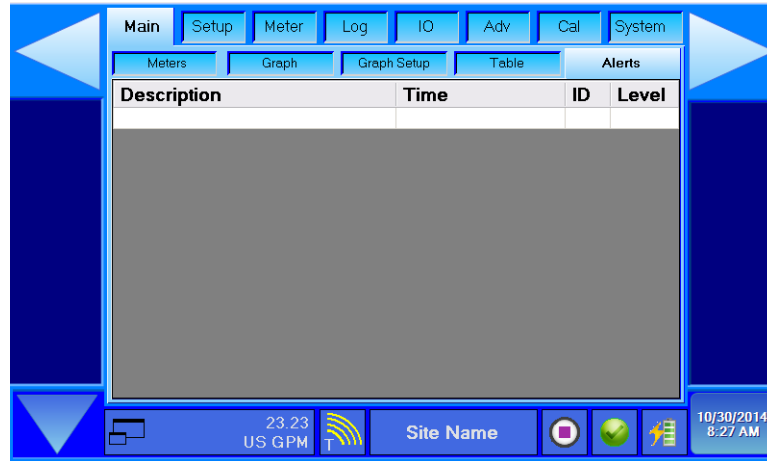 Main Setup Meter Log IO Adv Cal System
Meters Graph Graph Setup Table Alerts
Description Time ID Level
23.23
US GPM
T
Site Name
10/30/2014
8:27 AM